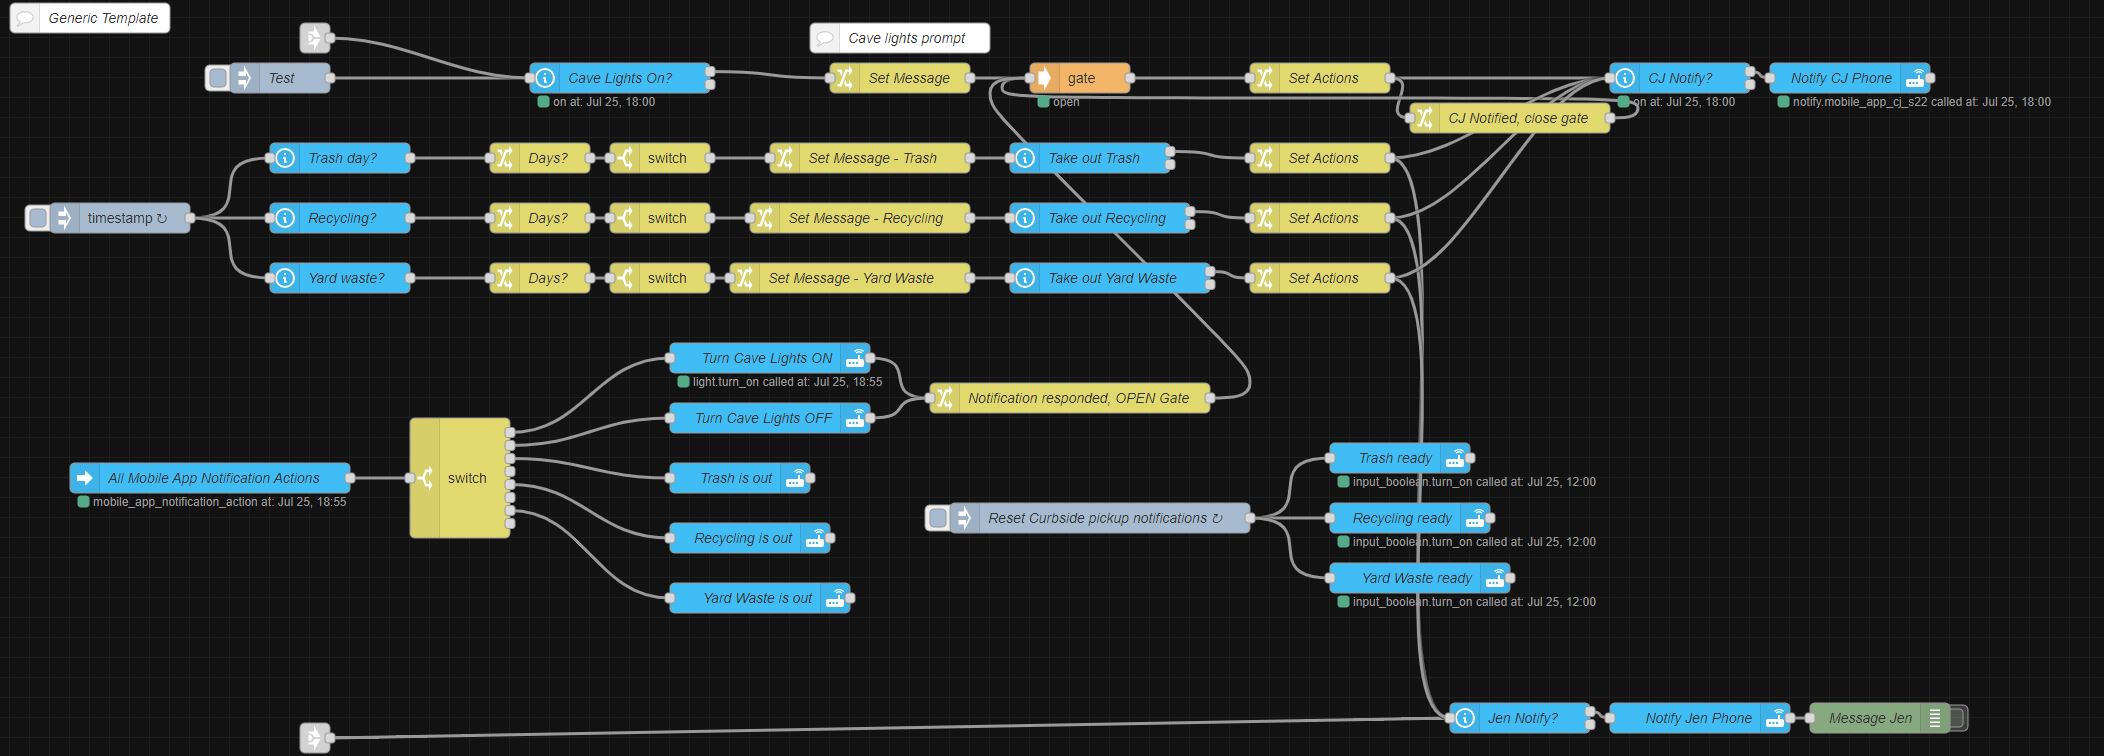 Generic Template
Cave lights prompt
Test
Cave Lights On?
Set Message
gate
Set Actions
CJ Notify?
Notify CJ Phone
on at: Jul 25, 18:00
open
on at: Jul 25, 18:00
notify.mobile_app_cj_s22 called at: Jul 25, 18:00
CJ Notified, close gate
Trash day?
Days?
switch
Set Message - Trash
Take out Trash
Set Actions
timestamp ↻
Recycling?
Days?
switch
Set Message - Recycling
Take out Recycling
Set Actions
Yard waste?
Days?
switch
Set Message - Yard Waste
Take out Yard Waste
Set Actions
Turn Cave Lights ON
light.turn_on called at: Jul 25, 18:55
Notification responded, OPEN Gate
Turn Cave Lights OFF
All Mobile App Notification Actions
mobile_app_notification_action at: Jul 25, 18:55
switch
Trash is out
Recycling is out
Yard Waste is out
Trash ready
input_boolean.turn_on called at: Jul 25, 12:00
Reset Curbside pickup notifications ↻
Recycling ready
input_boolean.turn_on called at: Jul 25, 12:00
Yard Waste ready
input_boolean.turn_on called at: Jul 25, 12:00
Jen Notify?
Notify Jen Phone
Message Jen